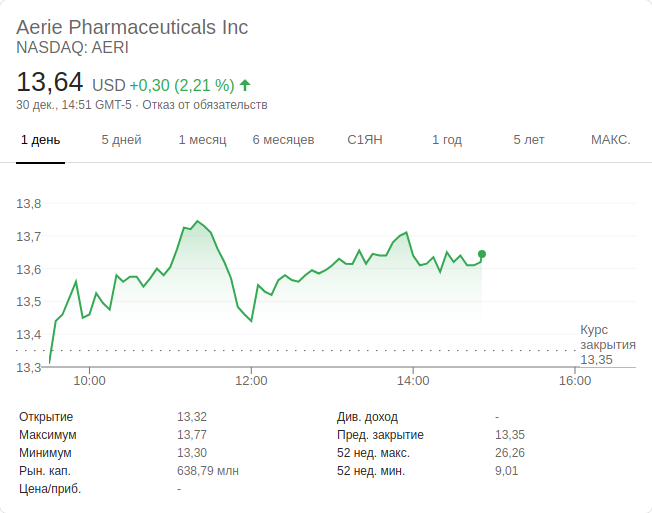 Aerie Pharmaceuticals Inc
NASDAQ: AERI
13,64 USD +0,30 (2,21 %) ↑
30 дек., 14:51 GMT-5 · Отказ от обязательств
1 день 5 дней 1 месяц 6 месяцев С1ЯН 1 год 5 лет МАКС.
13,8
13,7
13,6
13,5
13,4
13,3
Курс
закрытия
13,35
10:00 12:00 14:00 16:00
Открытие 13,32
Максимум 13,77
Минимум 13,30
Рын. кап. 638,79 млн
Цена/приб. -
Див. доход -
Пред. закрытие 13,35
52 нед. макс. 26,26
52 нед. мин. 9,01